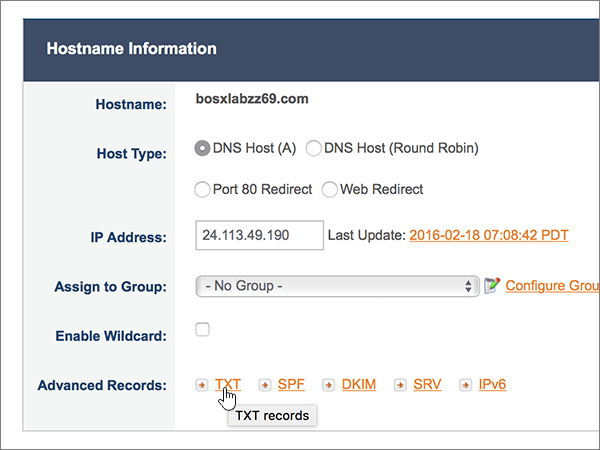 Hostname Information
Hostname: bosxlabzz69.com
Host Type: DNS Host (A) DNS Host (Round Robin)
Port 80 Redirect Web Redirect
IP Address: 24.113.49.190 Last Update: 2016-02-18 07:08:42 PDT
Assign to Group: - No Group - Configure Grou
Enable Wildcard:
Advanced Records: TXT SPF DKIM SRV IPv6
TXT records